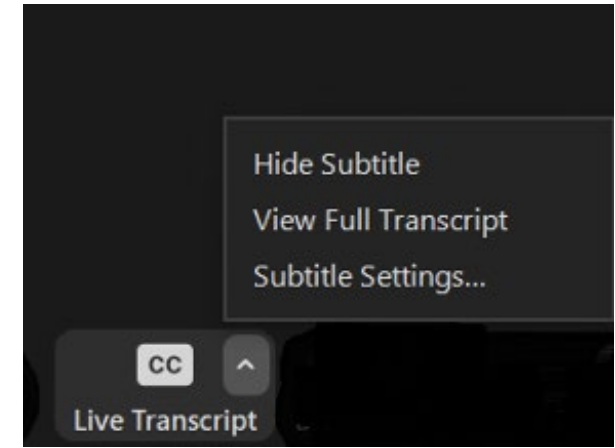 Hide Subtitle
View Full Transcript
Subtitle Settings...
CC
Live Transcript